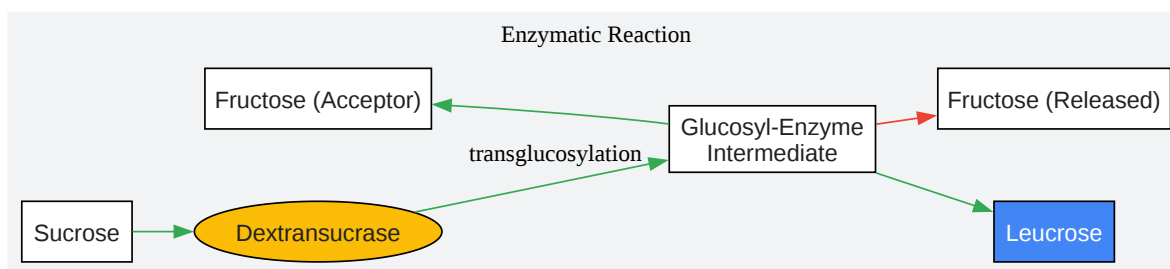 Enzymatic Reaction
Fructose (Acceptor)
Fructose (Released)
Glucosyl-Enzyme
Intermediate
transglucosylation
Sucrose
Dextransucrase
Leucrose